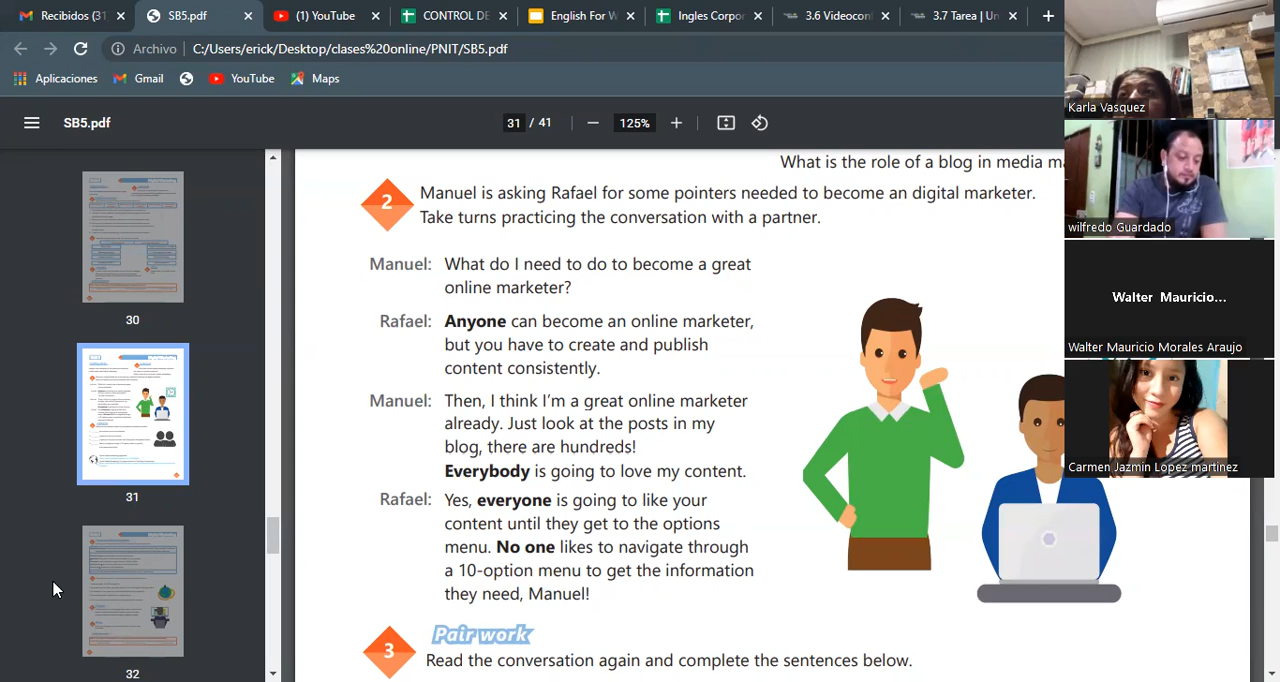 Recibidos (31
SB5.pdf
(1) YouTube
CONTROL DE
English For W
Ingles Corpor
3.6 Videocon
3.7 Tarea | Un
Archivo
C:/Users/erick/Desktop/clases%20online/PNIT/SB5.pdf
Aplicaciones
Gmail
YouTube
Maps
SB5.pdf
31 / 41
125%
30
31
32
What is the role of a blog in media m
2
Manuel is asking Rafael for some pointers needed to become an digital marketer.
Take turns practicing the conversation with a partner.
Manuel: What do I need to do to become a great
online marketer?
Rafael: Anyone can become an online marketer,
but you have to create and publish
content consistently.
Manuel: Then, I think I'm a great online marketer
already. Just look at the posts in my
blog, there are hundreds!
Everybody is going to love my content.
Rafael: Yes, everyone is going to like your
content until they get to the options
menu. No one likes to navigate through
a 10-option menu to get the information
they need, Manuel!
Pair work
3
Read the conversation again and complete the sentences below.
Karla Vasquez
wilfredo Guardado
Walter Mauricio...
Walter Mauricio Morales Araujo
Carmen Jazmin Lopez martinez